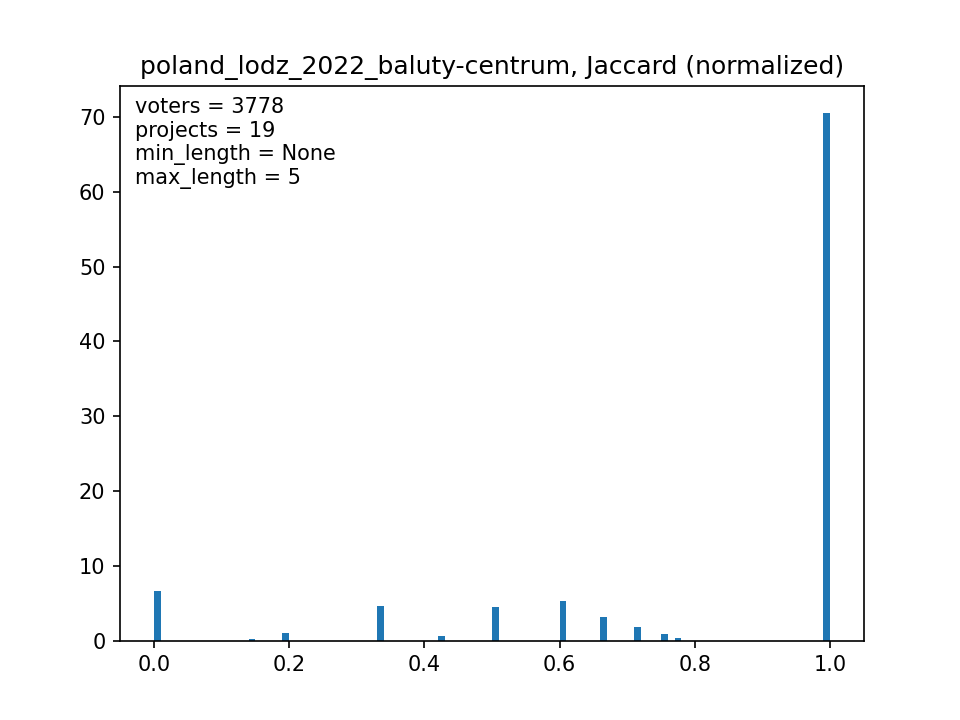 poland_lodz_2022_baluty-centrum, Jaccard (normalized)
voters = 3778
projects = 19
min_length = None
max_length = 5
70
60
50
40
30
20
10
0
0.0 0.2 0.4 0.6 0.8 1.0